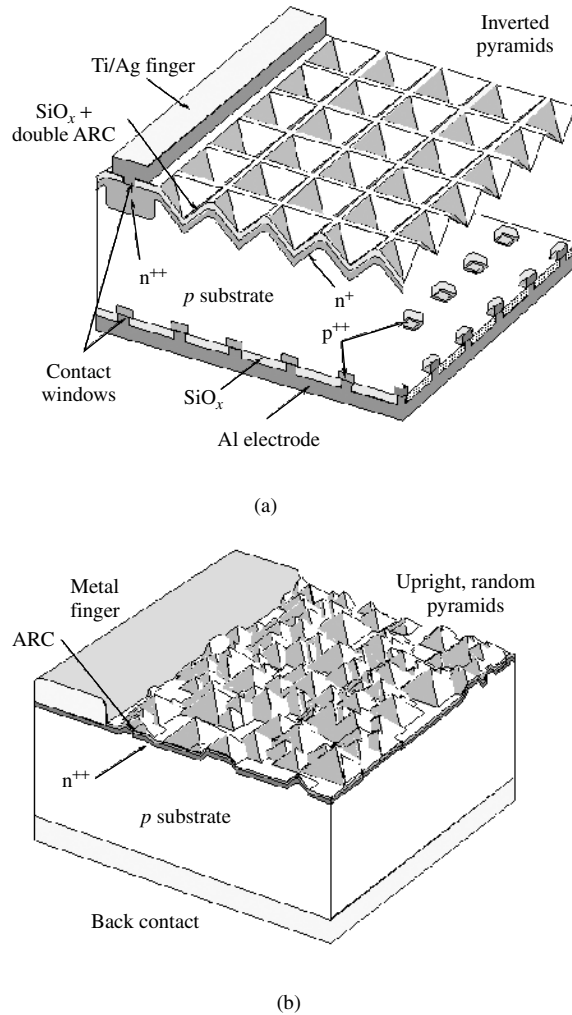 Inverted
pyramids
Ti/Ag finger
SiOₓ +
double ARC
n⁺⁺
p substrate
n⁺
p⁺⁺
Contact
windows
SiOₓ
Al electrode
(a)
Metal
finger
Upright, random
pyramids
ARC
n⁺⁺
p substrate
Back contact
(b)